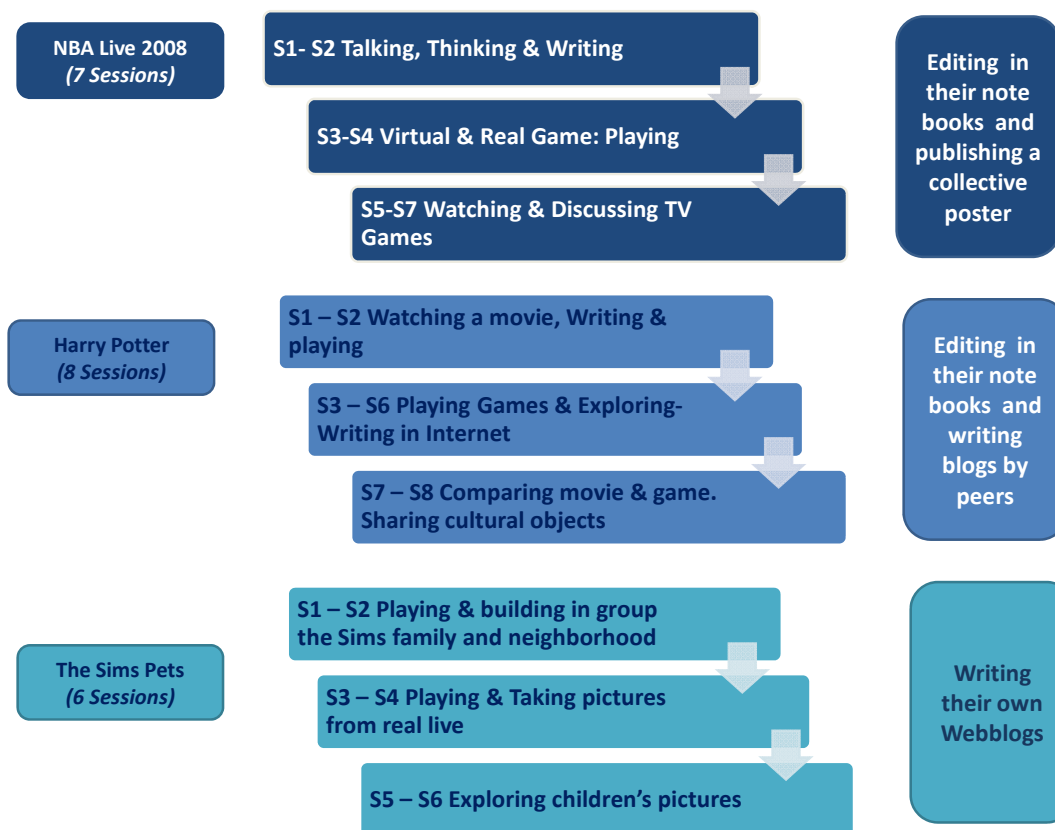 NBA Live 2008
(7 Sessions)
S1- S2 Talking, Thinking & Writing
S3-S4 Virtual & Real Game: Playing
S5-S7 Watching & Discussing TV
Games
Editing in
their note
books and
publishing a
collective
poster
Harry Potter
(8 Sessions)
S1 – S2 Watching a movie, Writing &
playing
S3 – S6 Playing Games & Exploring-
Writing in Internet
S7 – S8 Comparing movie & game.
Sharing cultural objects
Editing in
their note
books and
writing
blogs by
peers
The Sims Pets
(6 Sessions)
S1 – S2 Playing & building in group
the Sims family and neighborhood
S3 – S4 Playing & Taking pictures
from real live
S5 – S6 Exploring children’s pictures
Writing
their own
Webblogs